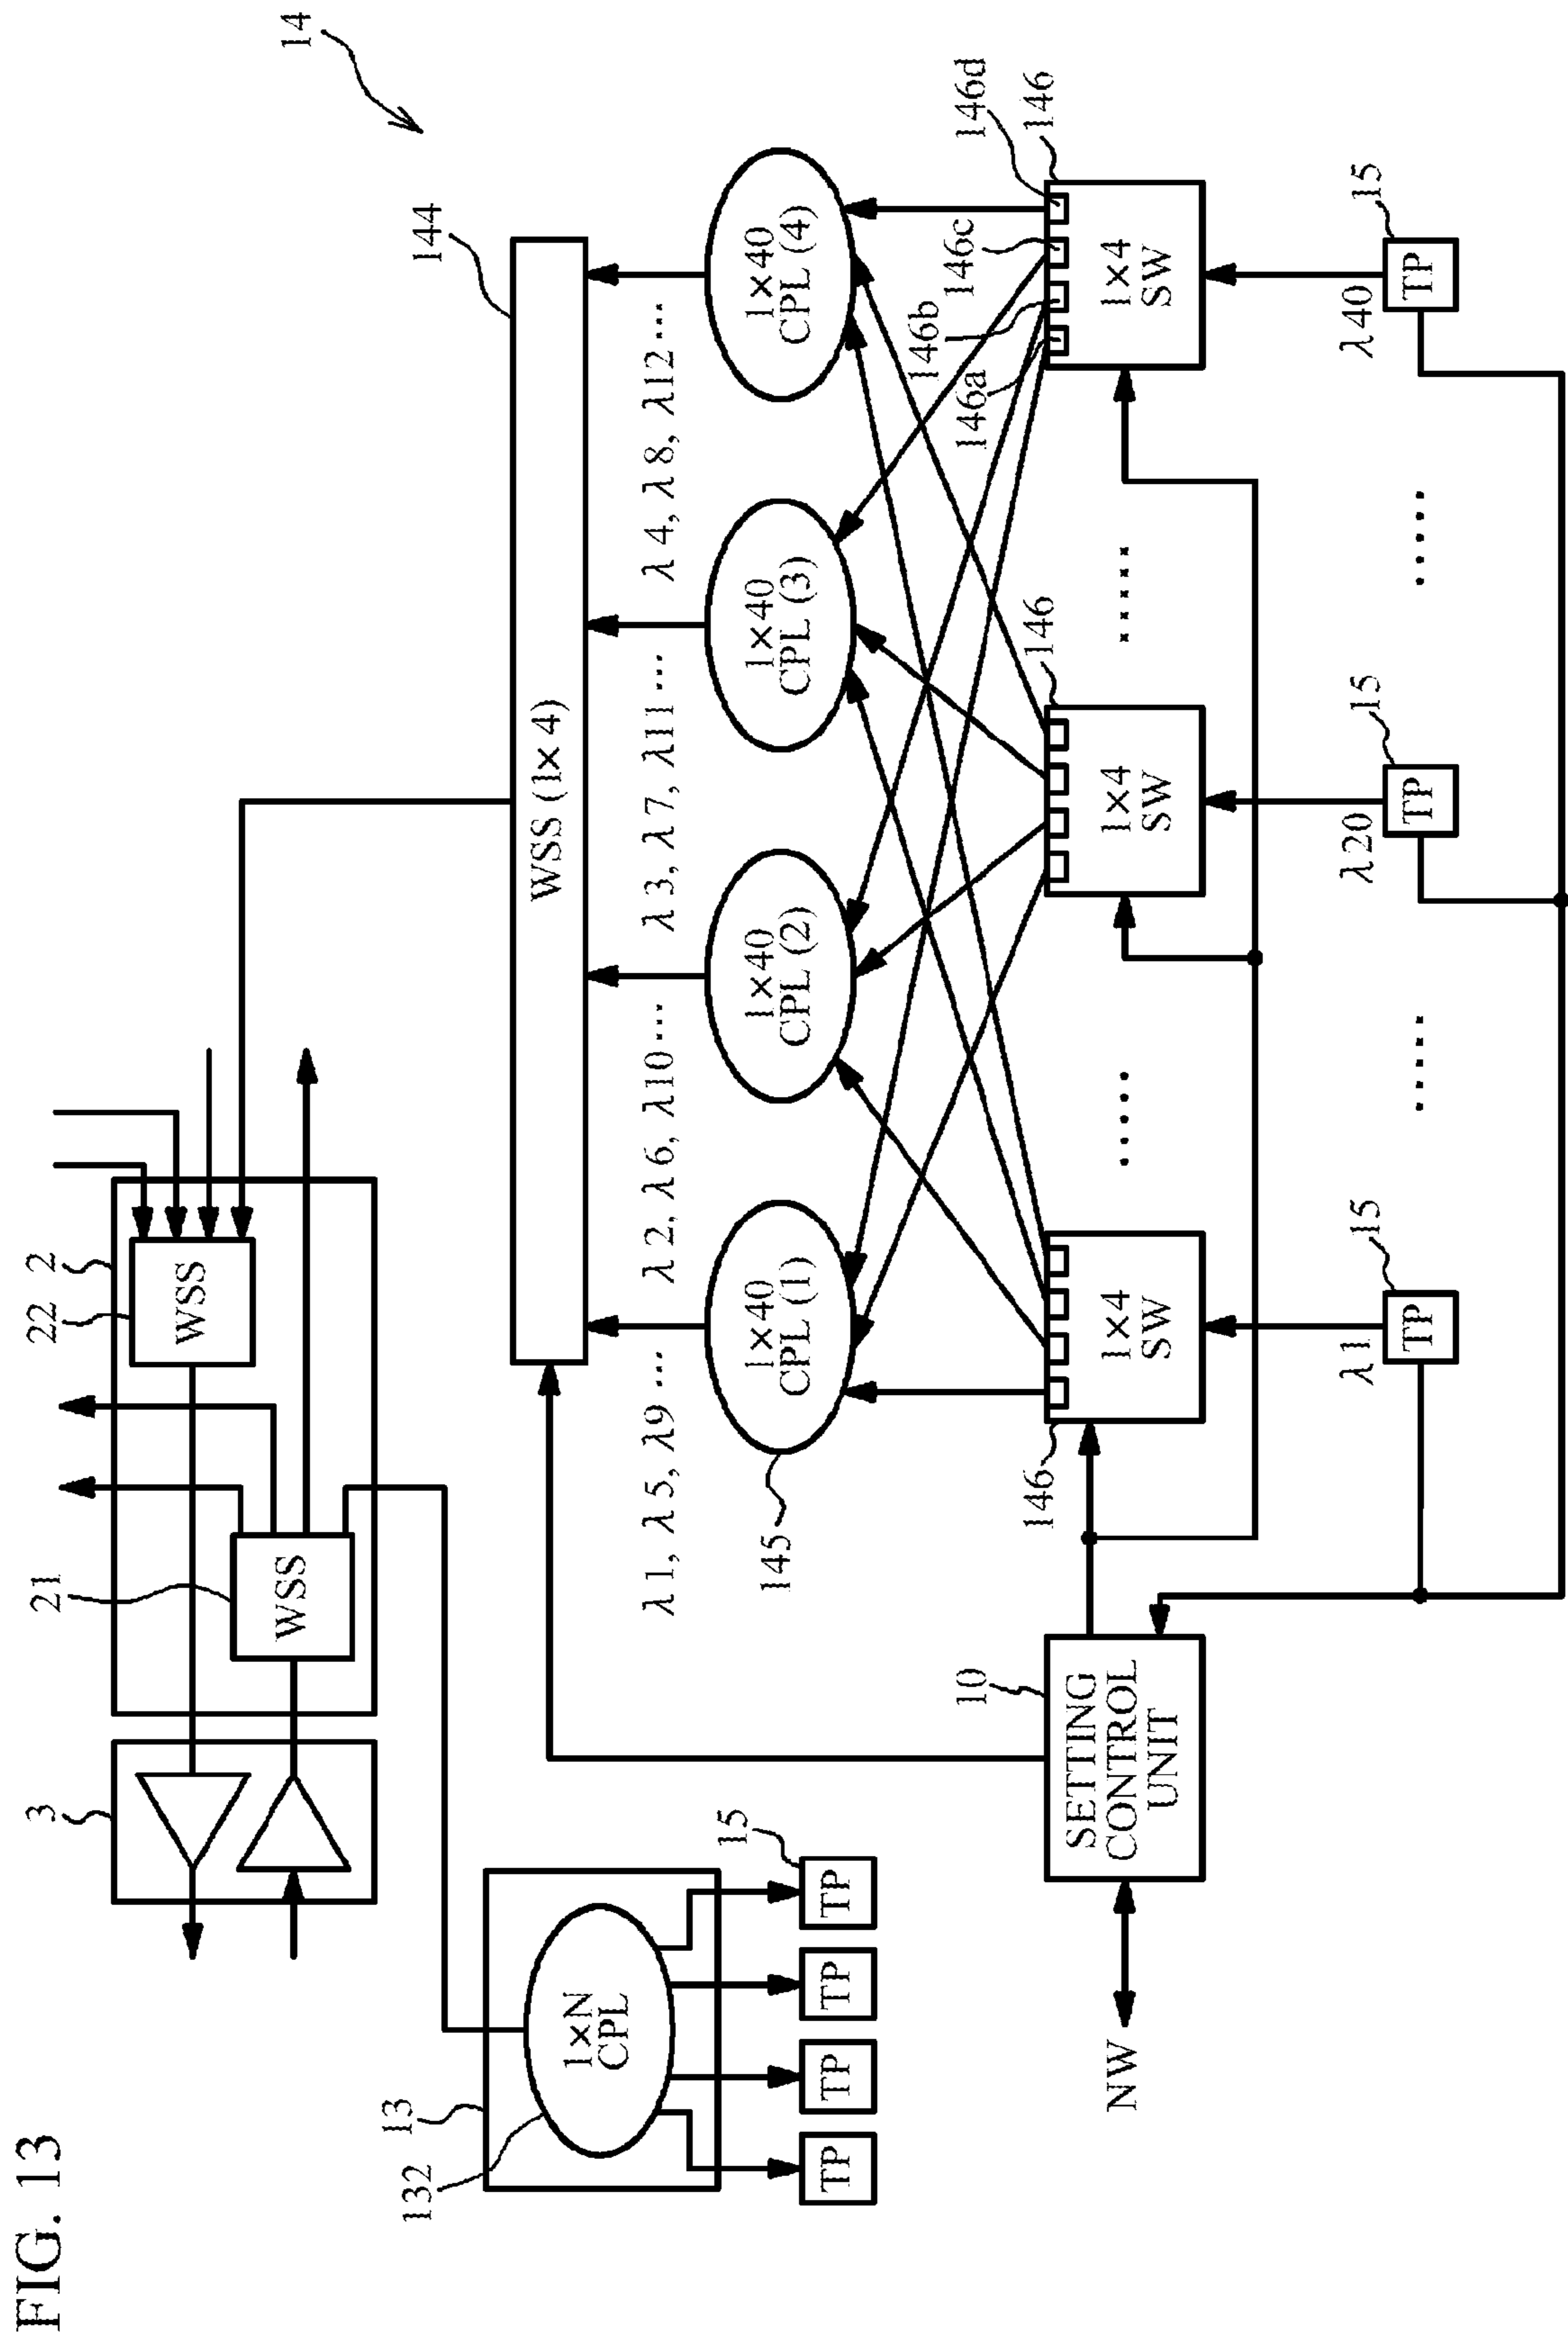 FIG. 13
14
3
21
22
2
WSS
WSS
144
WSS (1×4)
13
132
1×N
CPL
15
TP
TP
TP
TP
λ1, λ5, λ9 ...
λ2, λ6, λ10 ...
λ3, λ7, λ11 ...
λ4, λ8, λ12 ...
145
1×40
CPL (1)
1×40
CPL (2)
1×40
CPL (3)
1×40
CPL (4)
146a
146b
146c
146d
146
146
146
1×4
SW
.....
1×4
SW
.....
1×4
SW
10
SETTING
CONTROL
UNIT
NW
λ1
15
TP
.....
λ20
15
TP
.....
λ40
15
TP